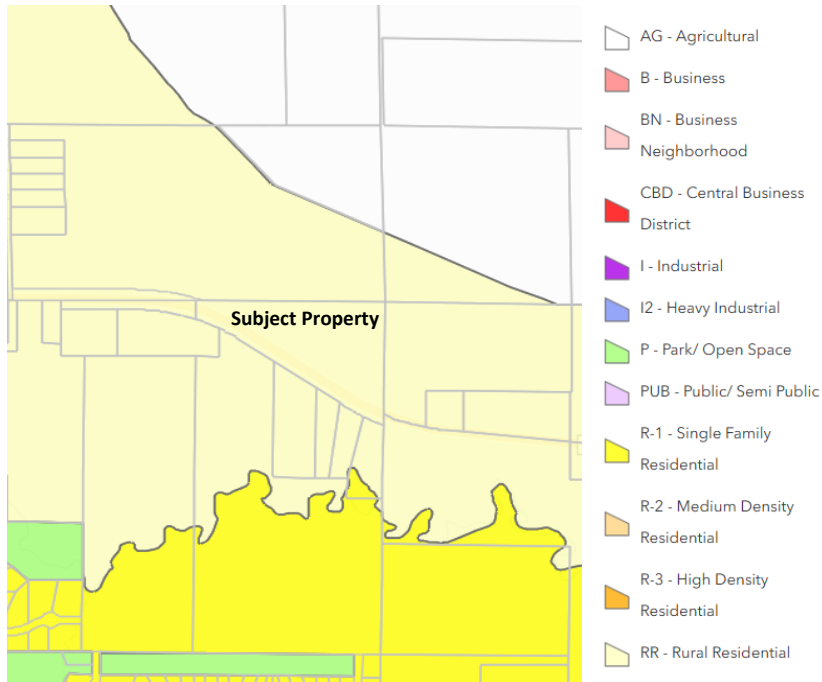 AG - Agricultural
B - Business
BN - Business
Neighborhood
CBD - Central Business
District
I - Industrial
Subject Property
I2 - Heavy Industrial
P - Park/ Open Space
PUB - Public/ Semi Public
R-1 - Single Family
Residential
R-2 - Medium Density
Residential
R-3 - High Density
Residential
RR - Rural Residential